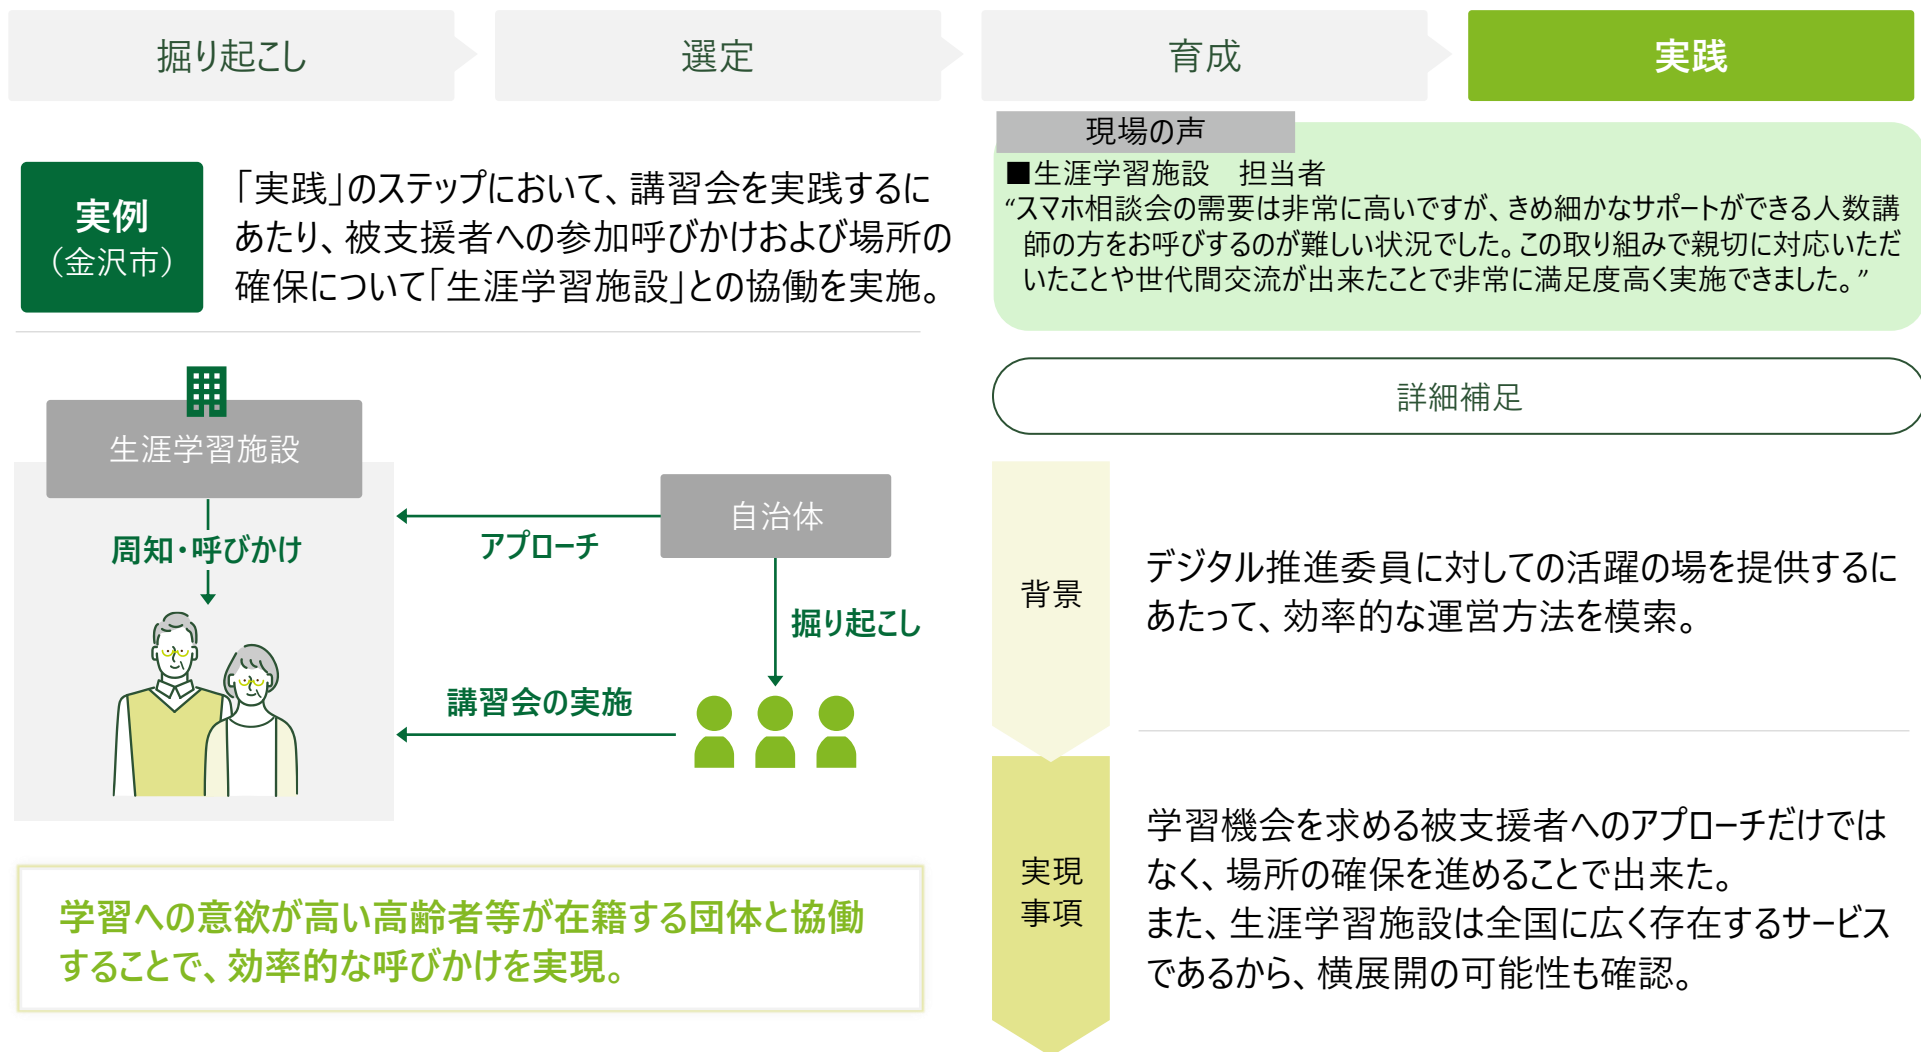 掘り起こし
選定
育成
実践
実例
（金沢市）
「実践」のステップにおいて、講習会を実践するに
あたり、被支援者への参加呼びかけおよび場所の
確保について「生涯学習施設」との協働を実施。
生涯学習施設
周知・呼びかけ
アプローチ
自治体
掘り起こし
講習会の実施
学習への意欲が高い高齢者等が在籍する団体と協働
することで、効率的な呼びかけを実現。
現場の声
■生涯学習施設　担当者
“スマホ相談会の需要は非常に高いですが、きめ細かなサポートができる人数講
師の方をお呼びするのが難しい状況でした。この取り組みで親切に対応いただ
いたことや世代間交流が出来たことで非常に満足度高く実施できました。”
詳細補足
背景
デジタル推進委員に対しての活躍の場を提供するに
あたって、効率的な運営方法を模索。
実現
事項
学習機会を求める被支援者へのアプローチだけでは
なく、場所の確保を進めることで出来た。
また、生涯学習施設は全国に広く存在するサービス
であるから、横展開の可能性も確認。